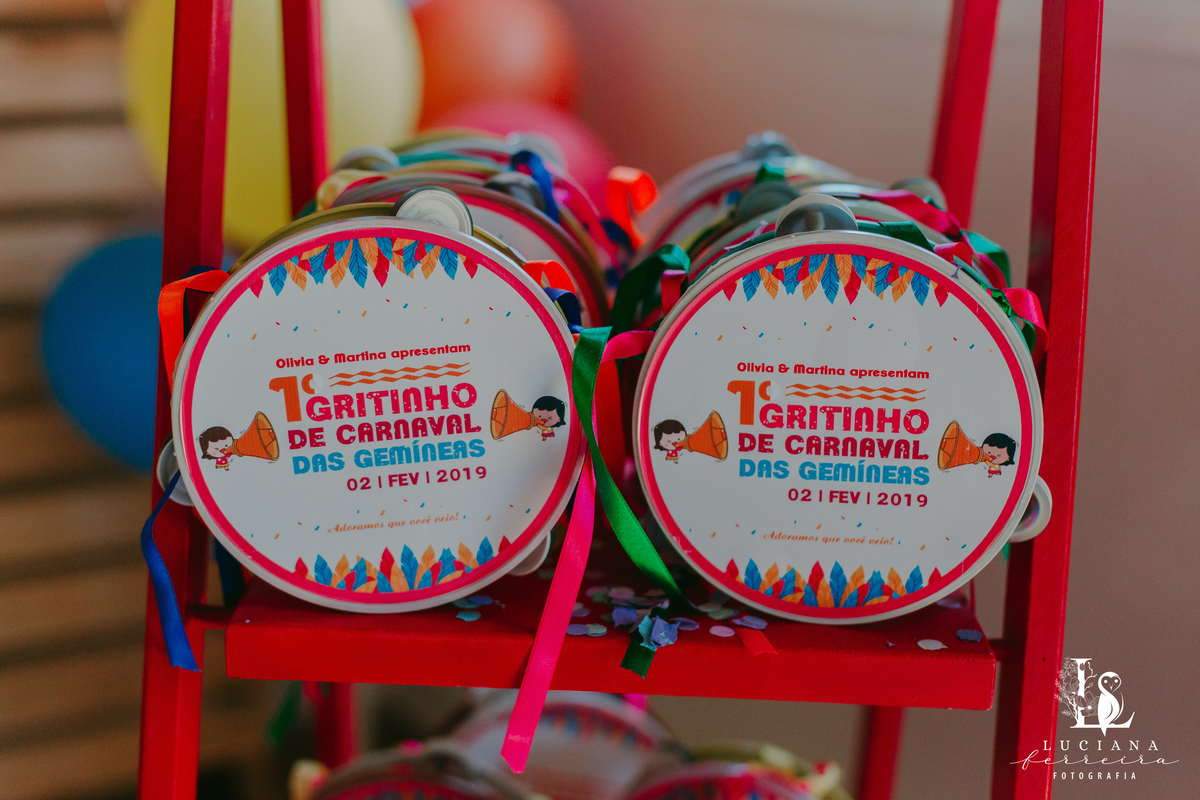 Olivia & Martina apresentam
1º GRITINHO
DE CARNAVAL
DAS GEMÍNEAS
02 | FEV | 2019
Adoramos que você veio!
Olivia & Martina apresentam
1º GRITINHO
DE CARNAVAL
DAS GEMÍNEAS
02 | FEV | 2019
Adoramos que você veio!
L
LUCIANA
ferreira
FOTOGRAFIA